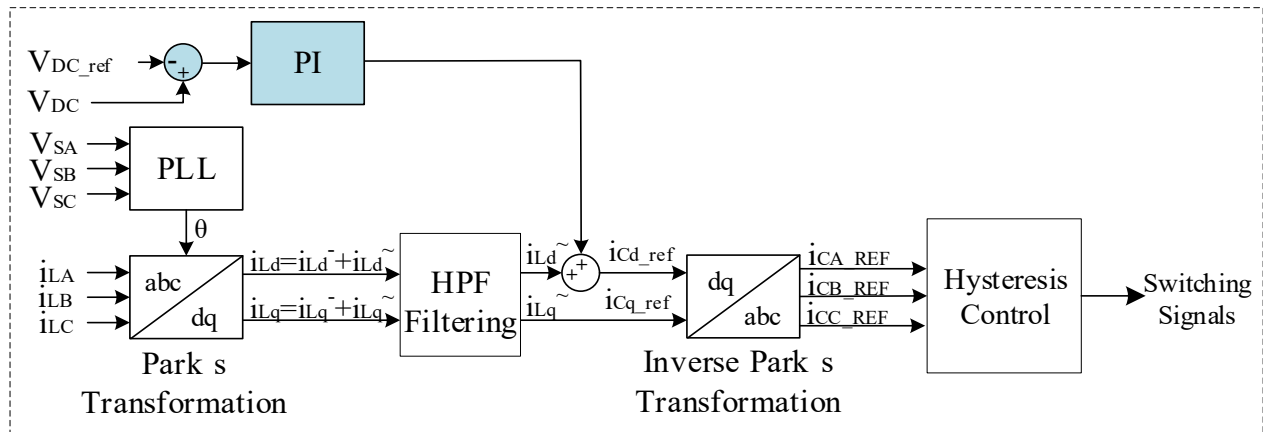 VDC_ref
-
+
PI
VDC
VSA
VSB
VSC
PLL
θ
iLA
iLB
iLC
abc
dq
Park s
Transformation
iLd=iLd-+iLd~
iLq=iLq-+iLq~
HPF
Filtering
iLd~
iLq~
+
+
iCd_ref
iCq_ref
dq
abc
Inverse Park s
Transformation
iCA_REF
iCB_REF
iCC_REF
Hysteresis
Control
Switching
Signals